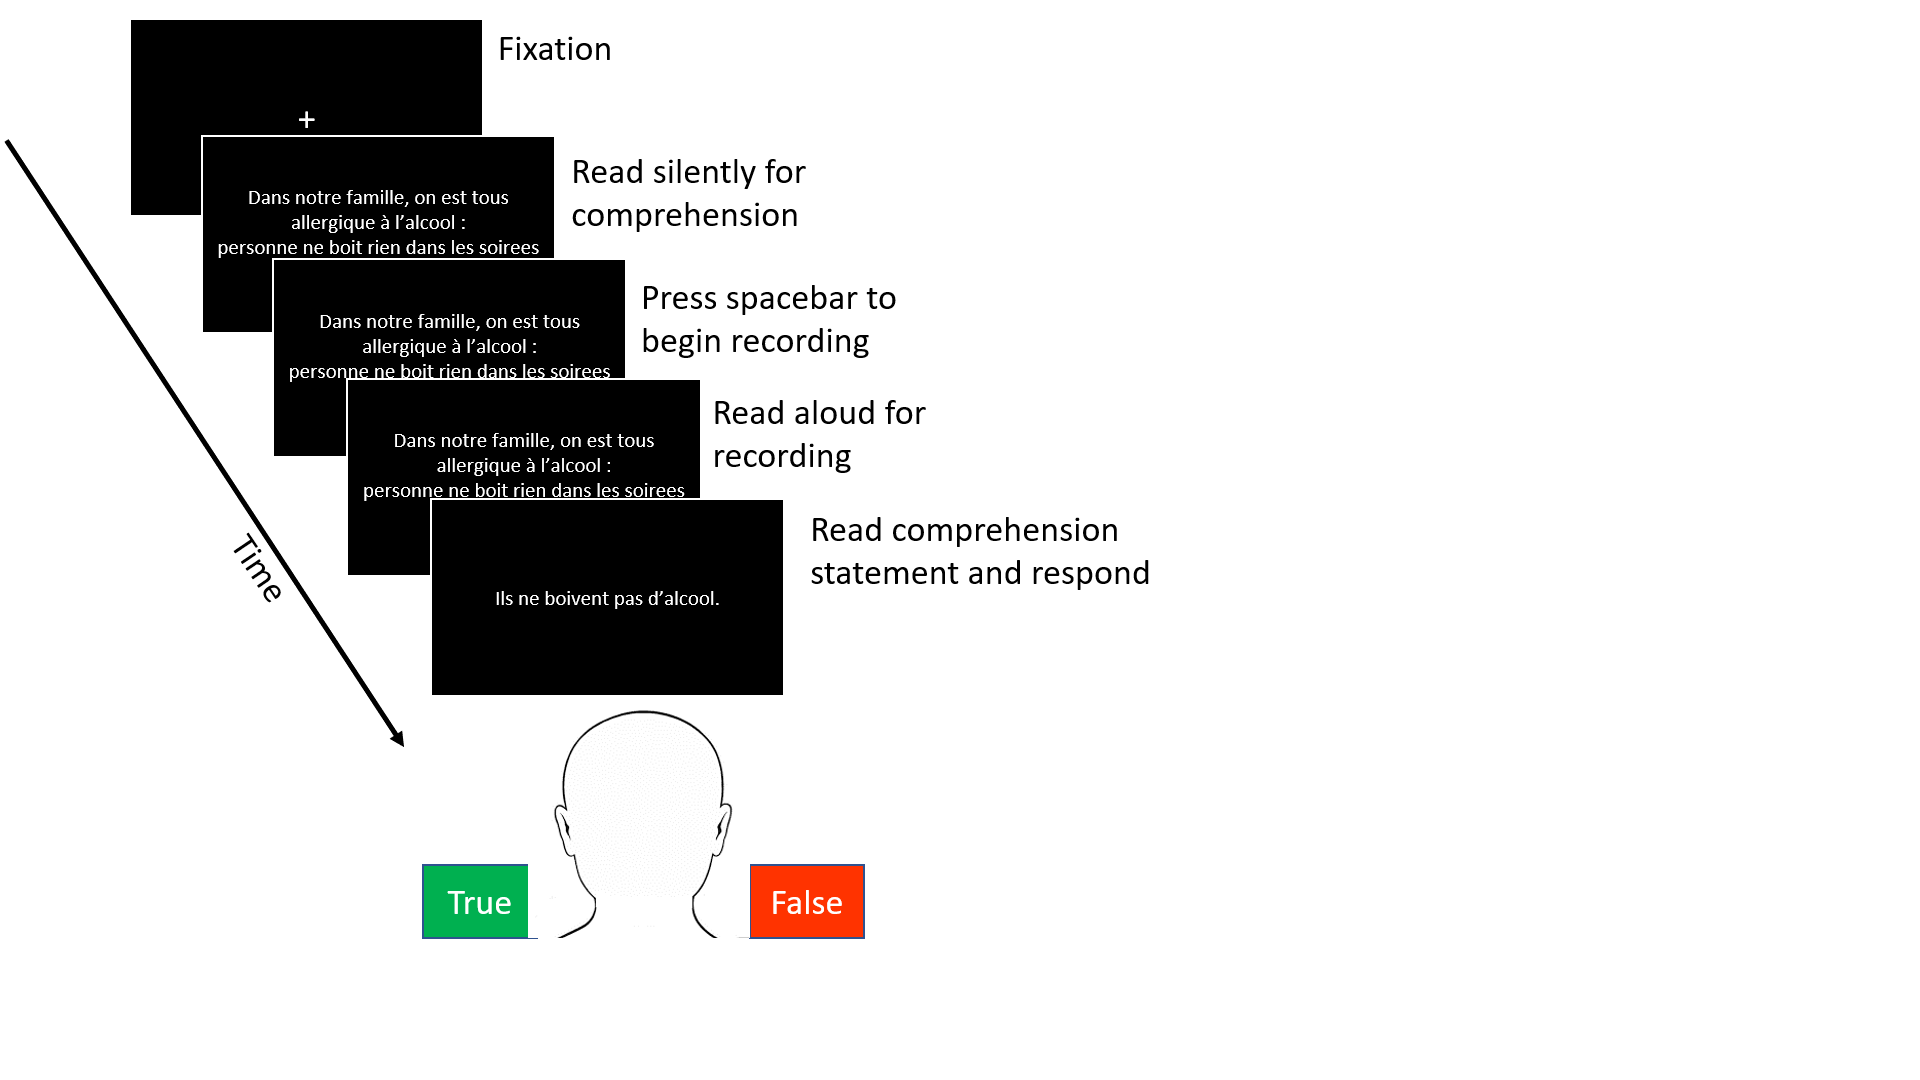 Fixation
+
Dans notre famille, on est tous
allergique à l’alcool :
personne ne boit rien dans les soirees
Read silently for
comprehension
Dans notre famille, on est tous
allergique à l’alcool :
personne ne boit rien dans les soirees
Press spacebar to
begin recording
Dans notre famille, on est tous
allergique à l’alcool :
personne ne boit rien dans les soirees
Read aloud for
recording
Ils ne boivent pas d’alcool.
Read comprehension
statement and respond
Time
True
False